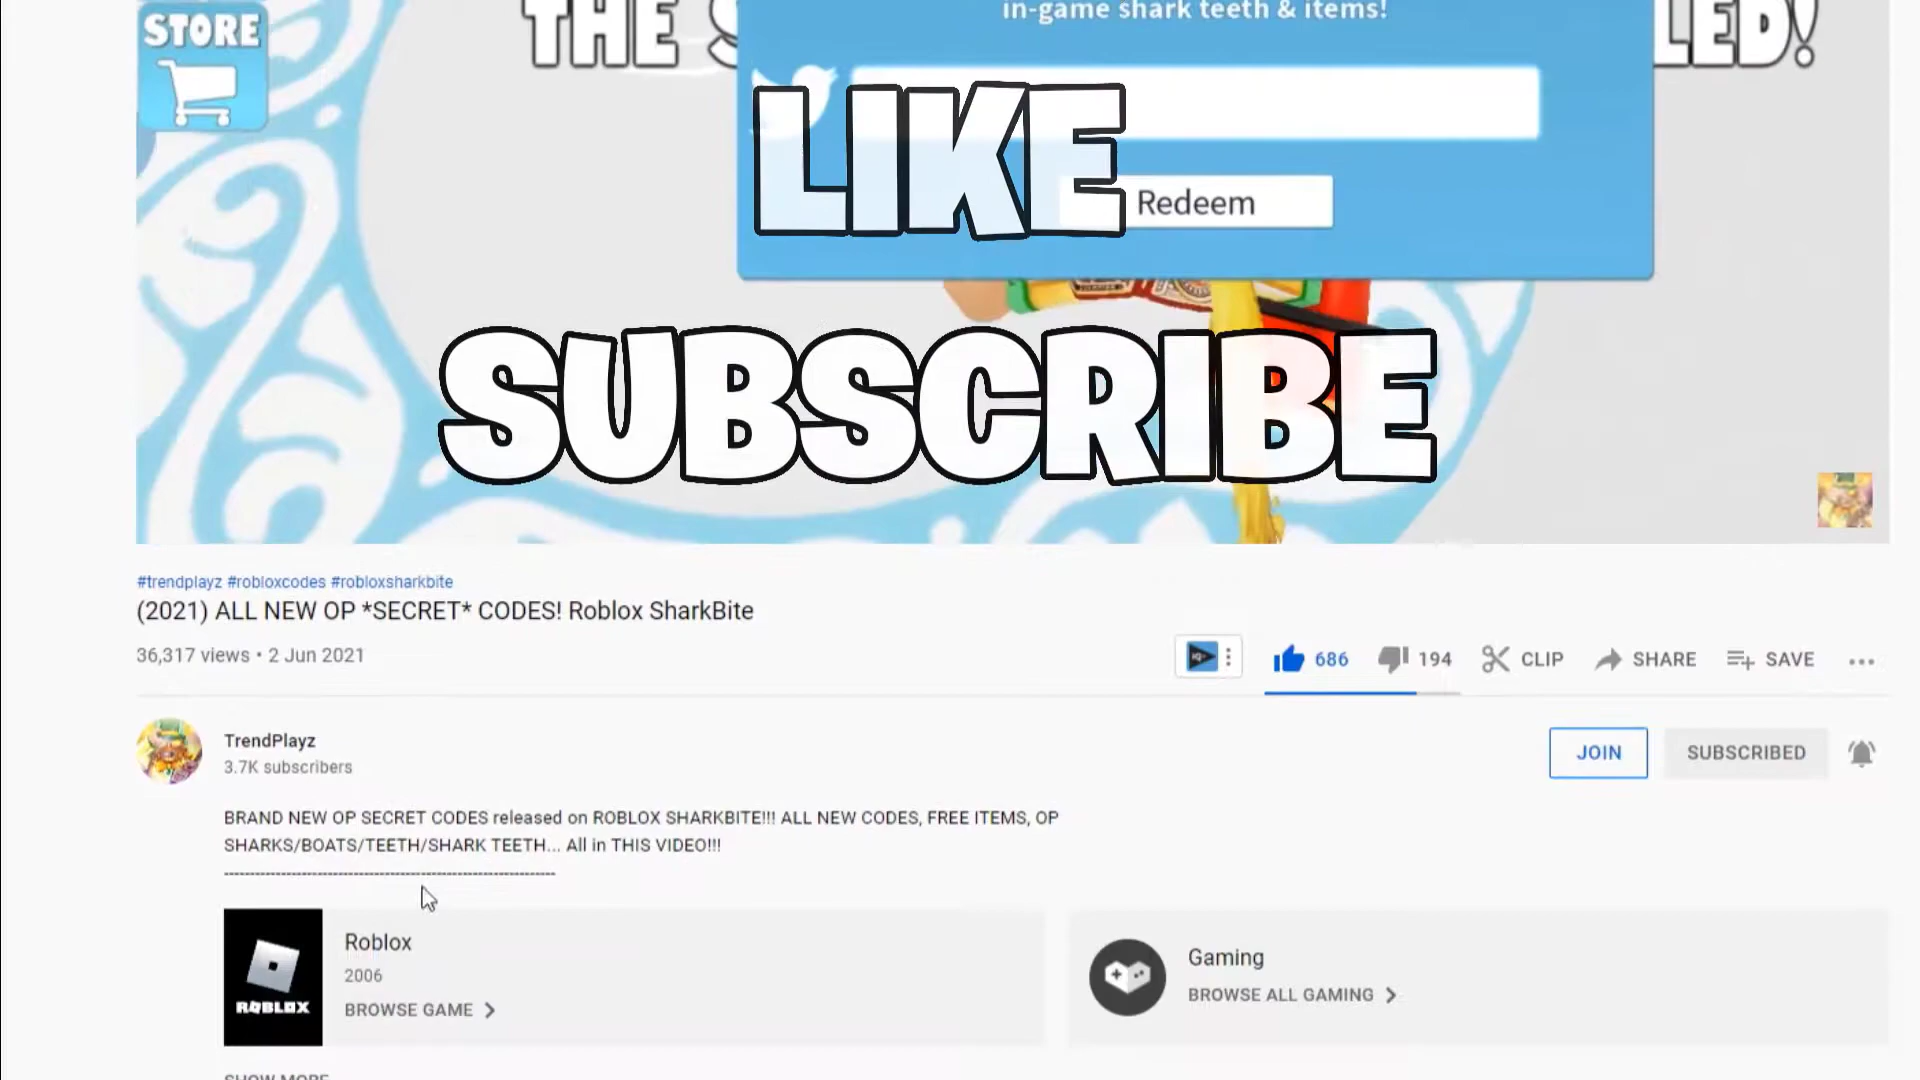 in-game shark teeth & items!
STORE
THE S
LED!
LIKE
Redeem
SUBSCRIBE
#trendplayz #robloxcodes #robloxsharkbite
(2021) ALL NEW OP *SECRET* CODES! Roblox SharkBite
36,317 views • 2 Jun 2021
686
194
CLIP
SHARE
SAVE
TrendPlayz
3.7K subscribers
JOIN
SUBSCRIBED
BRAND NEW OP SECRET CODES released on ROBLOX SHARKBITE!!! ALL NEW CODES, FREE ITEMS, OP
SHARKS/BOATS/TEETH/SHARK TEETH... All in THIS VIDEO!!!
Roblox
2006
BROWSE GAME
ROBLOX
Gaming
BROWSE ALL GAMING
SHOW MORE